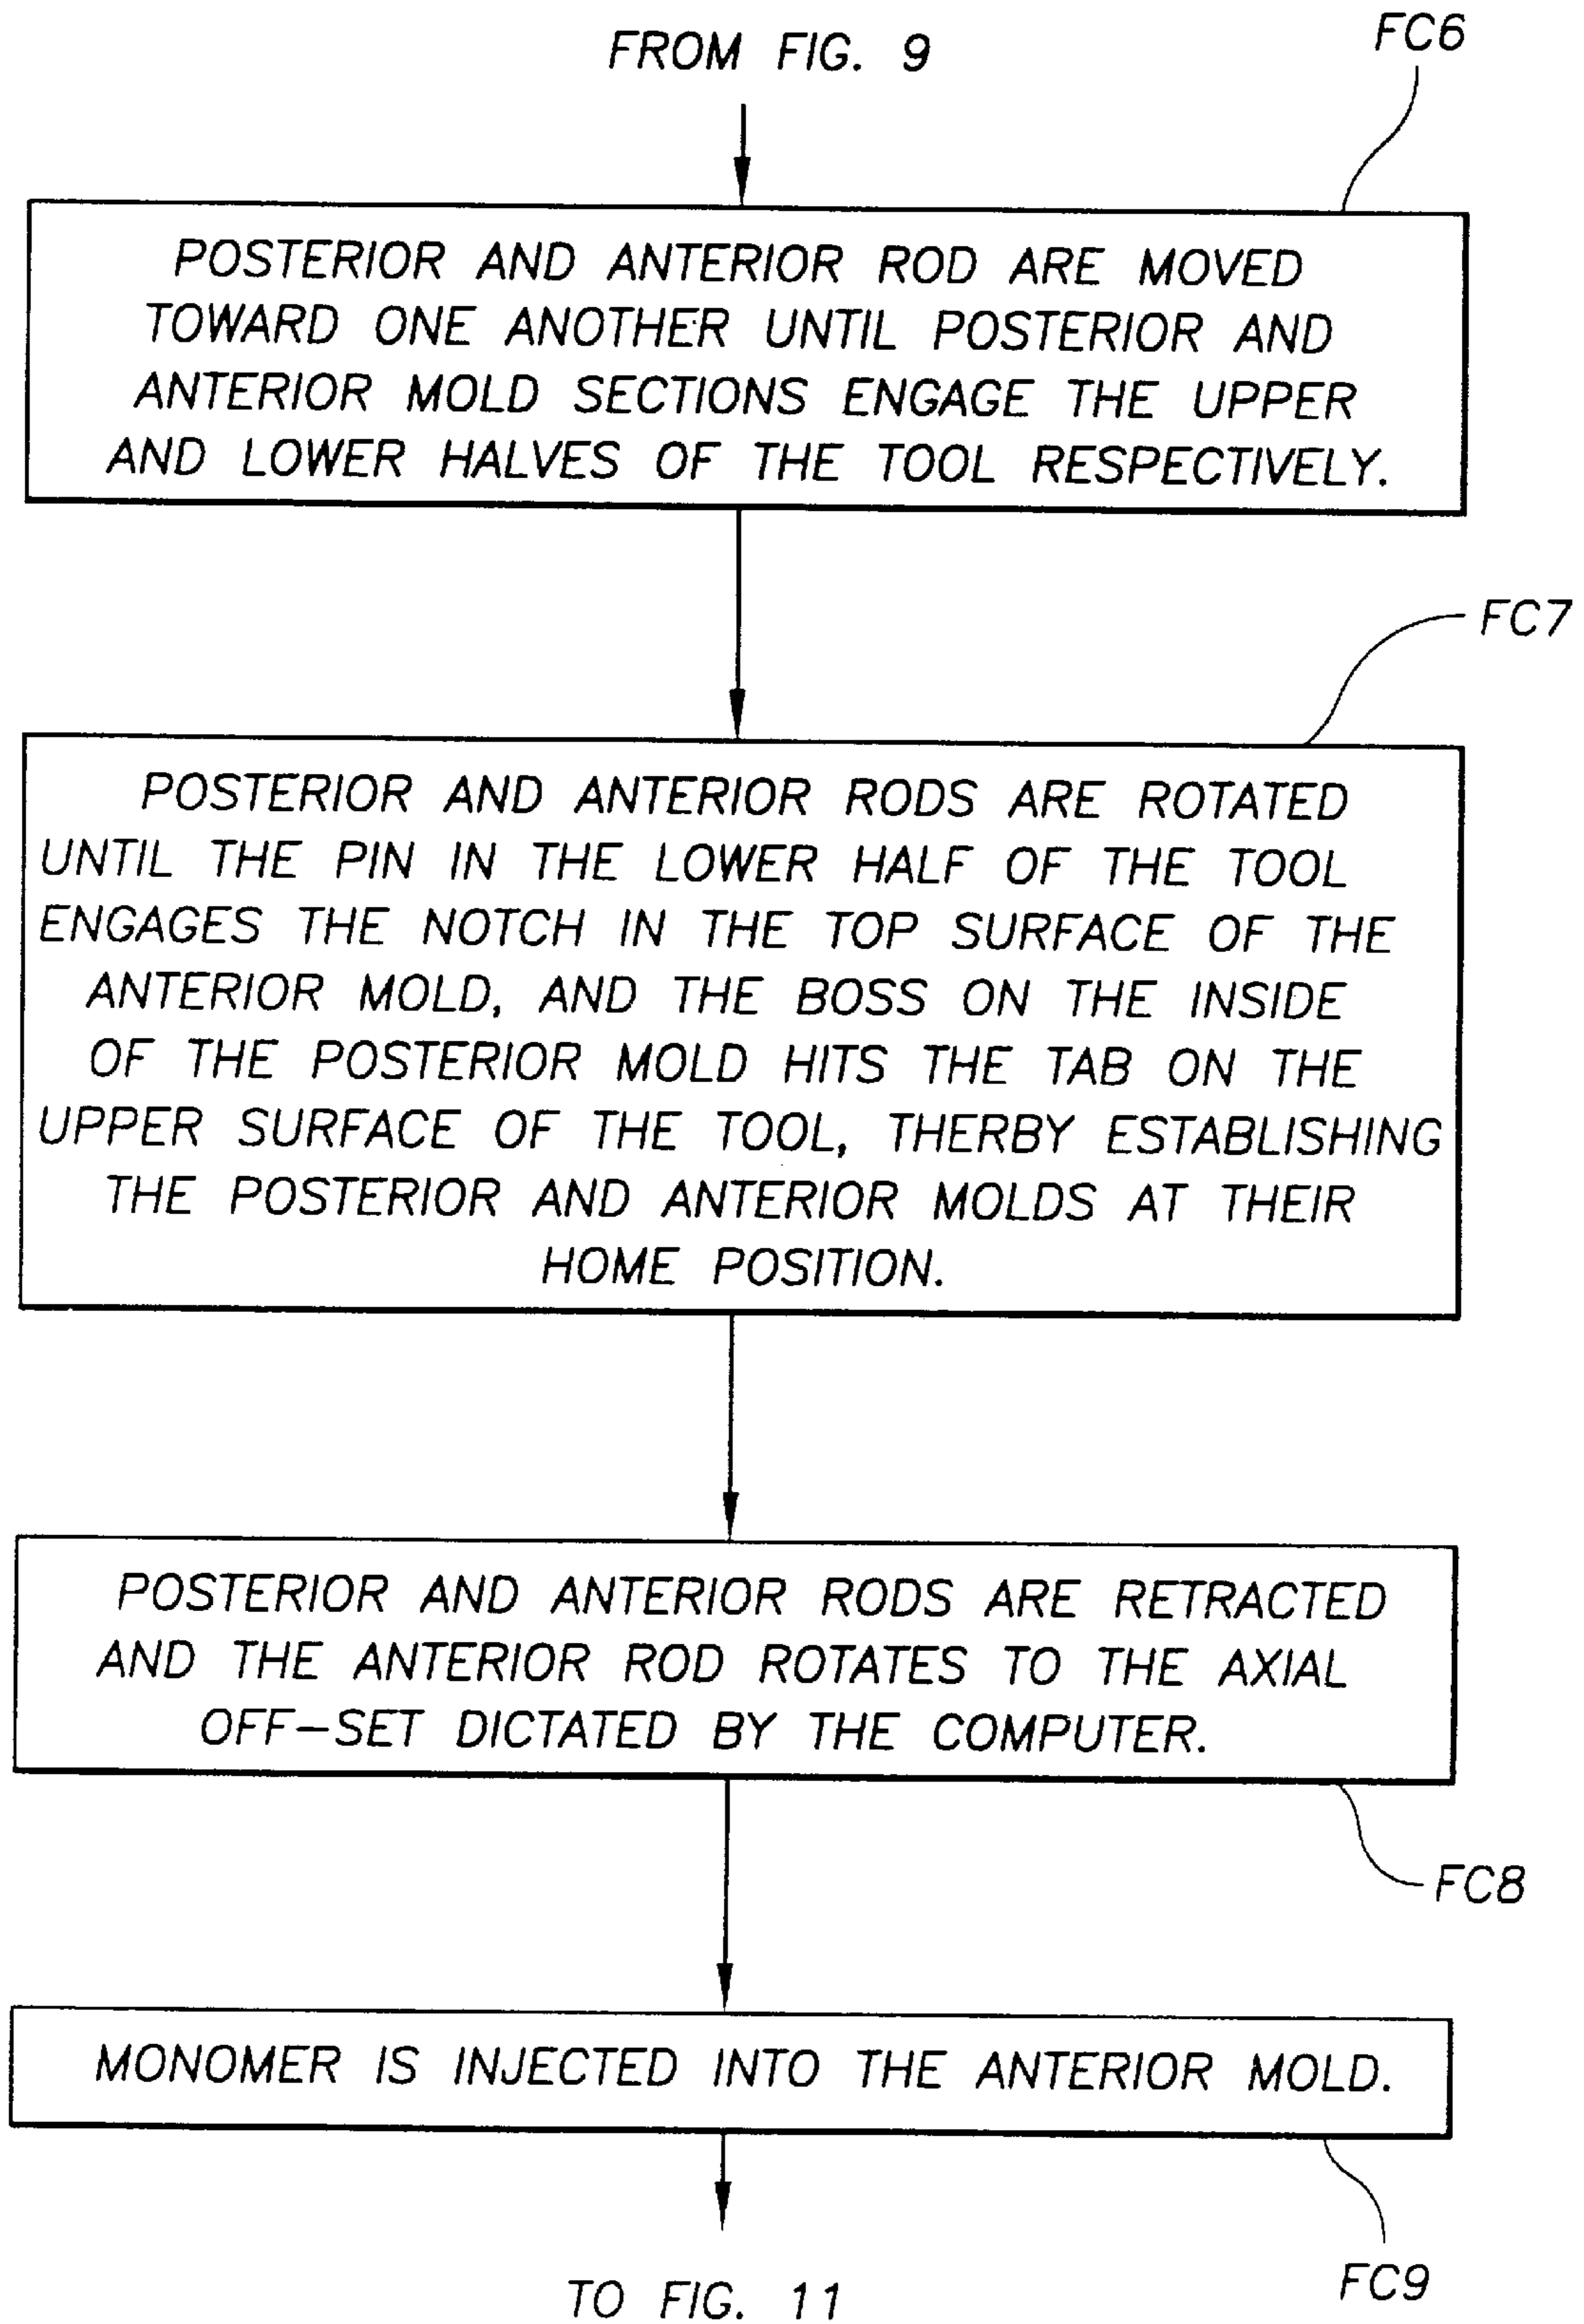 FROM FIG. 9
FC6
POSTERIOR AND ANTERIOR ROD ARE MOVED
TOWARD ONE ANOTHER UNTIL POSTERIOR AND
ANTERIOR MOLD SECTIONS ENGAGE THE UPPER
AND LOWER HALVES OF THE TOOL RESPECTIVELY.
FC7
POSTERIOR AND ANTERIOR RODS ARE ROTATED
UNTIL THE PIN IN THE LOWER HALF OF THE TOOL
ENGAGES THE NOTCH IN THE TOP SURFACE OF THE
ANTERIOR MOLD, AND THE BOSS ON THE INSIDE
OF THE POSTERIOR MOLD HITS THE TAB ON THE
UPPER SURFACE OF THE TOOL, THERBY ESTABLISHING
THE POSTERIOR AND ANTERIOR MOLDS AT THEIR
HOME POSITION.
POSTERIOR AND ANTERIOR RODS ARE RETRACTED
AND THE ANTERIOR ROD ROTATES TO THE AXIAL
OFF-SET DICTATED BY THE COMPUTER.
FC8
MONOMER IS INJECTED INTO THE ANTERIOR MOLD.
FC9
TO FIG. 11